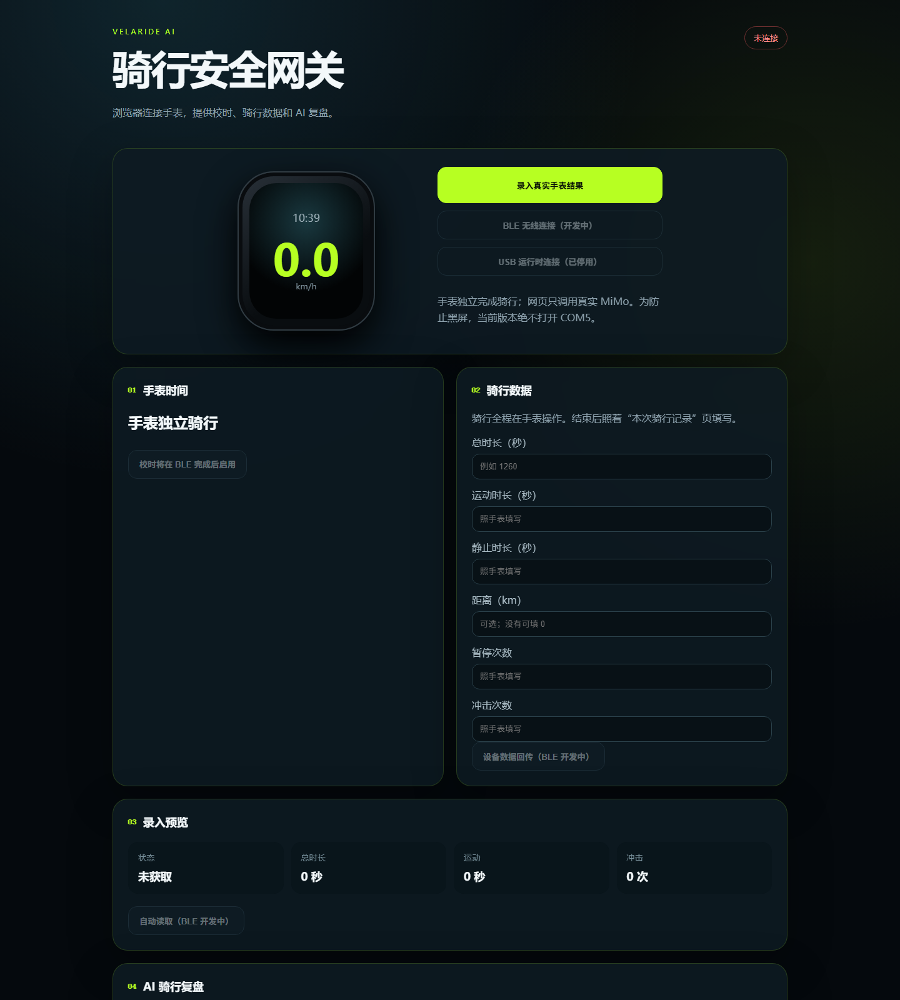 VELARIDE AI
未连接
骑行安全网关
浏览器连接手表，提供校时、骑行数据和 AI 复盘。
10:39
0.0
km/h
录入真实手表结果
BLE 无线连接（开发中）
USB 运行时连接（已停用）
手表独立完成骑行；网页只调用真实 MiMo。为防
止黑屏，当前版本绝不打开 COM5。
01 手表时间
手表独立骑行
校时将在 BLE 完成后启用
02 骑行数据
骑行全程在手表操作。结束后照着“本次骑行记录”页填写。
总时长（秒）
例如 1260
运动时长（秒）
照手表填写
静止时长（秒）
照手表填写
距离（km）
可选；没有可填 0
暂停次数
照手表填写
冲击次数
照手表填写
设备数据回传（BLE 开发中）
03 录入预览
状态
未获取
总时长
0 秒
运动
0 秒
冲击
0 次
自动读取（BLE 开发中）
04 AI 骑行复盘